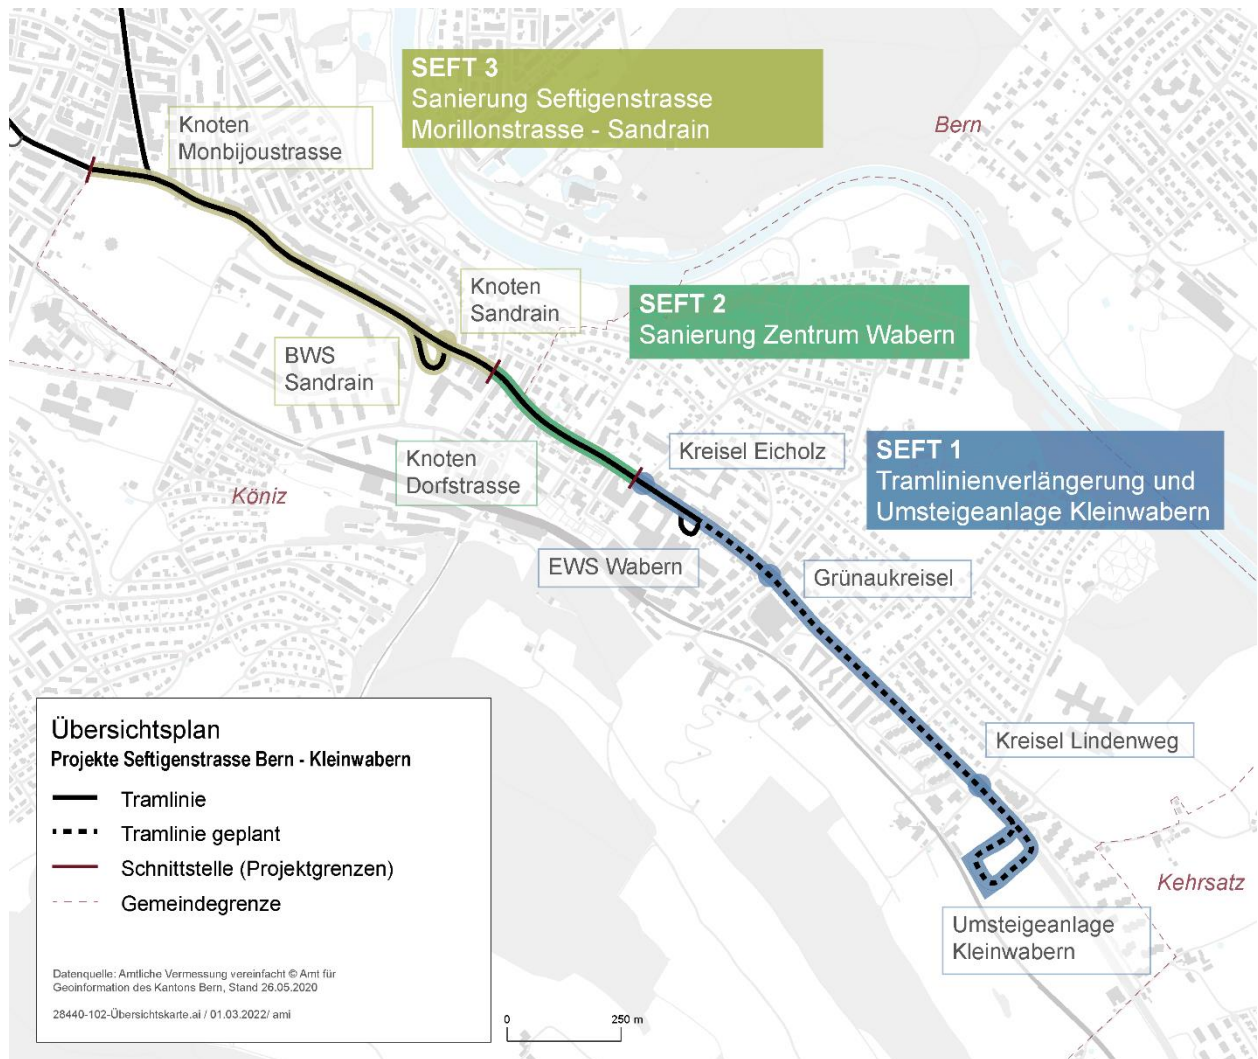 SEFT 3
Sanierung Seftigenstrasse
Morillonstrasse - Sandrain
Knoten
Monbijoustrasse
Bern
Knoten
Sandrain
SEFT 2
Sanierung Zentrum Wabern
BWS
Sandrain
Kreisel Eicholz
SEFT 1
Tramlinienverlängerung und
Umsteigeanlage Kleinwabern
Knoten
Dorfstrasse
Köniz
EWS Wabern
Grünaukreisel
Kreisel Lindenweg
Kehrsatz
Umsteigeanlage
Kleinwabern
Übersichtsplan
Projekte Seftigenstrasse Bern - Kleinwabern
Tramlinie
Tramlinie geplant
Schnittstelle (Projektgrenzen)
Gemeindegrenze
Datenquelle: Amtliche Vermessung vereinfacht © Amt für
Geoinformation des Kantons Bern, Stand 26.05.2020
28440-102-Übersichtskarte.ai / 01.03.2022/ ami
0 250 m